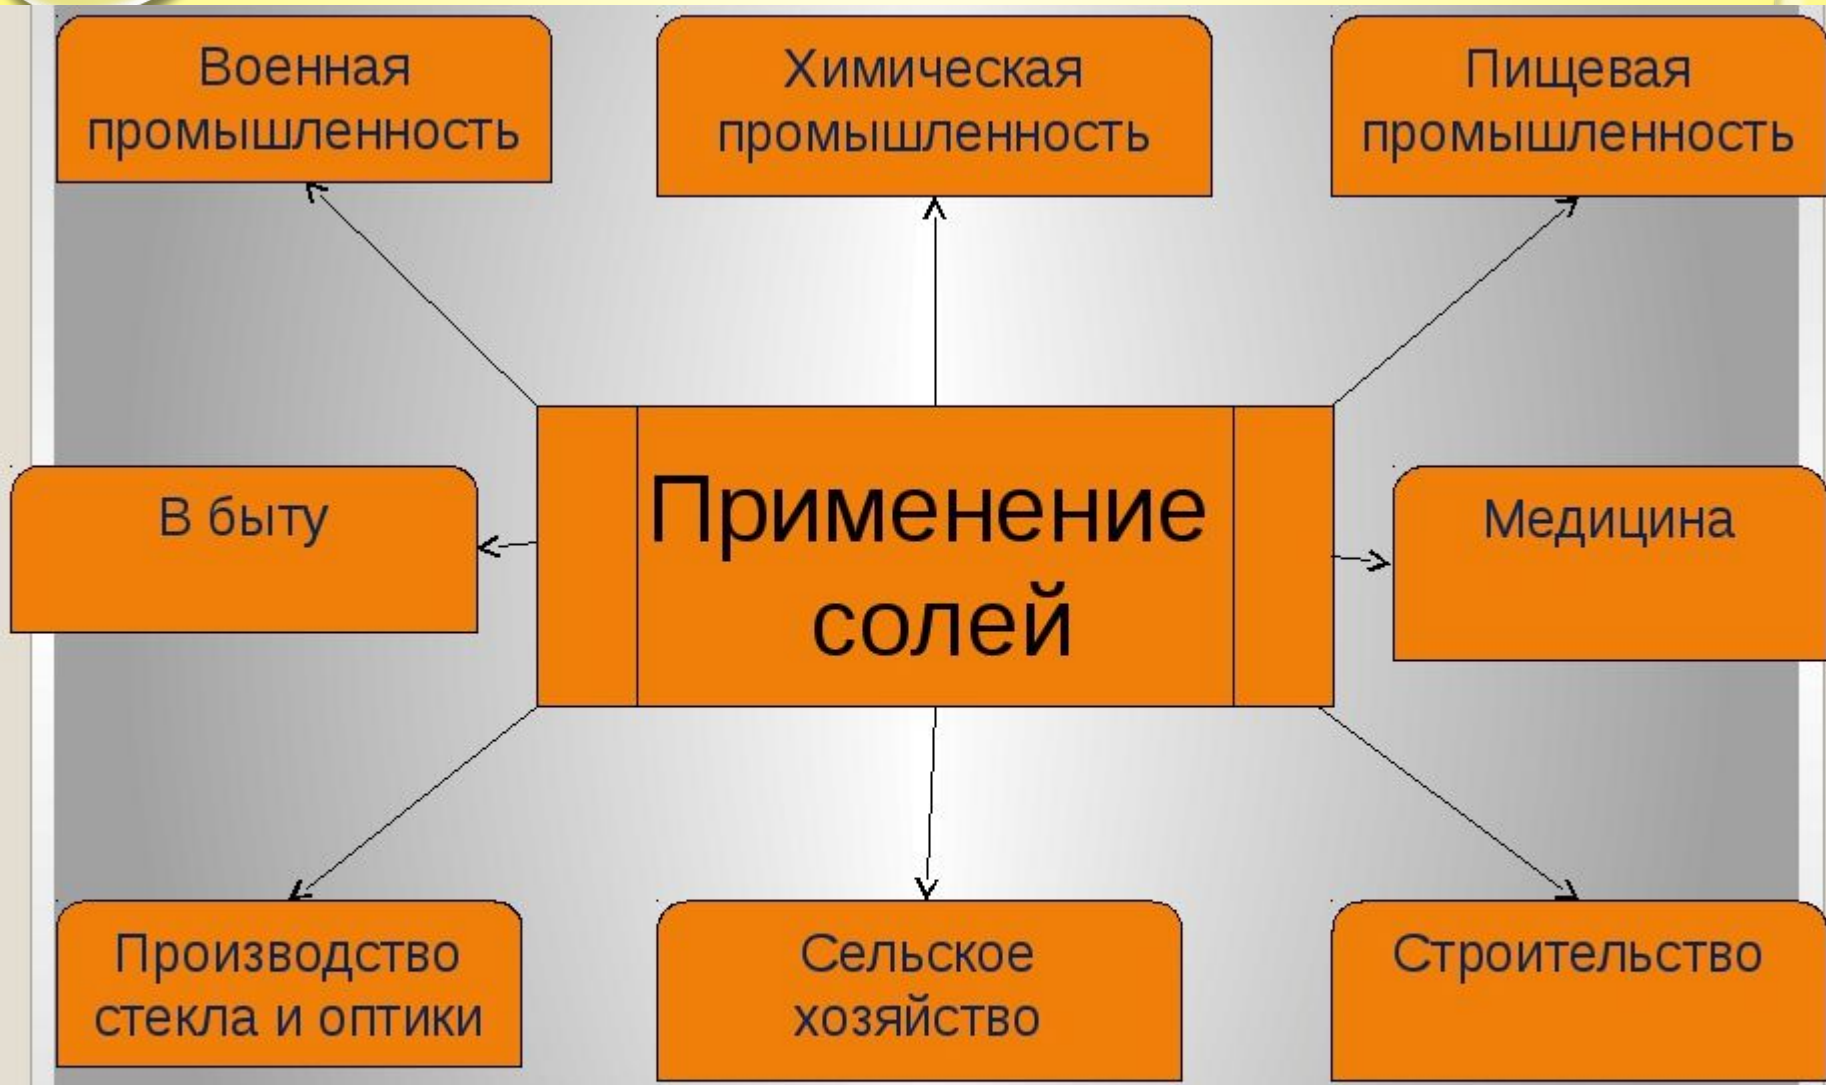 Военная
промышленность
Химическая
промышленность
Пищевая
промышленность
В быту
Применение
солей
Медицина
Производство
стекла и оптики
Сельское
хозяйство
Строительство